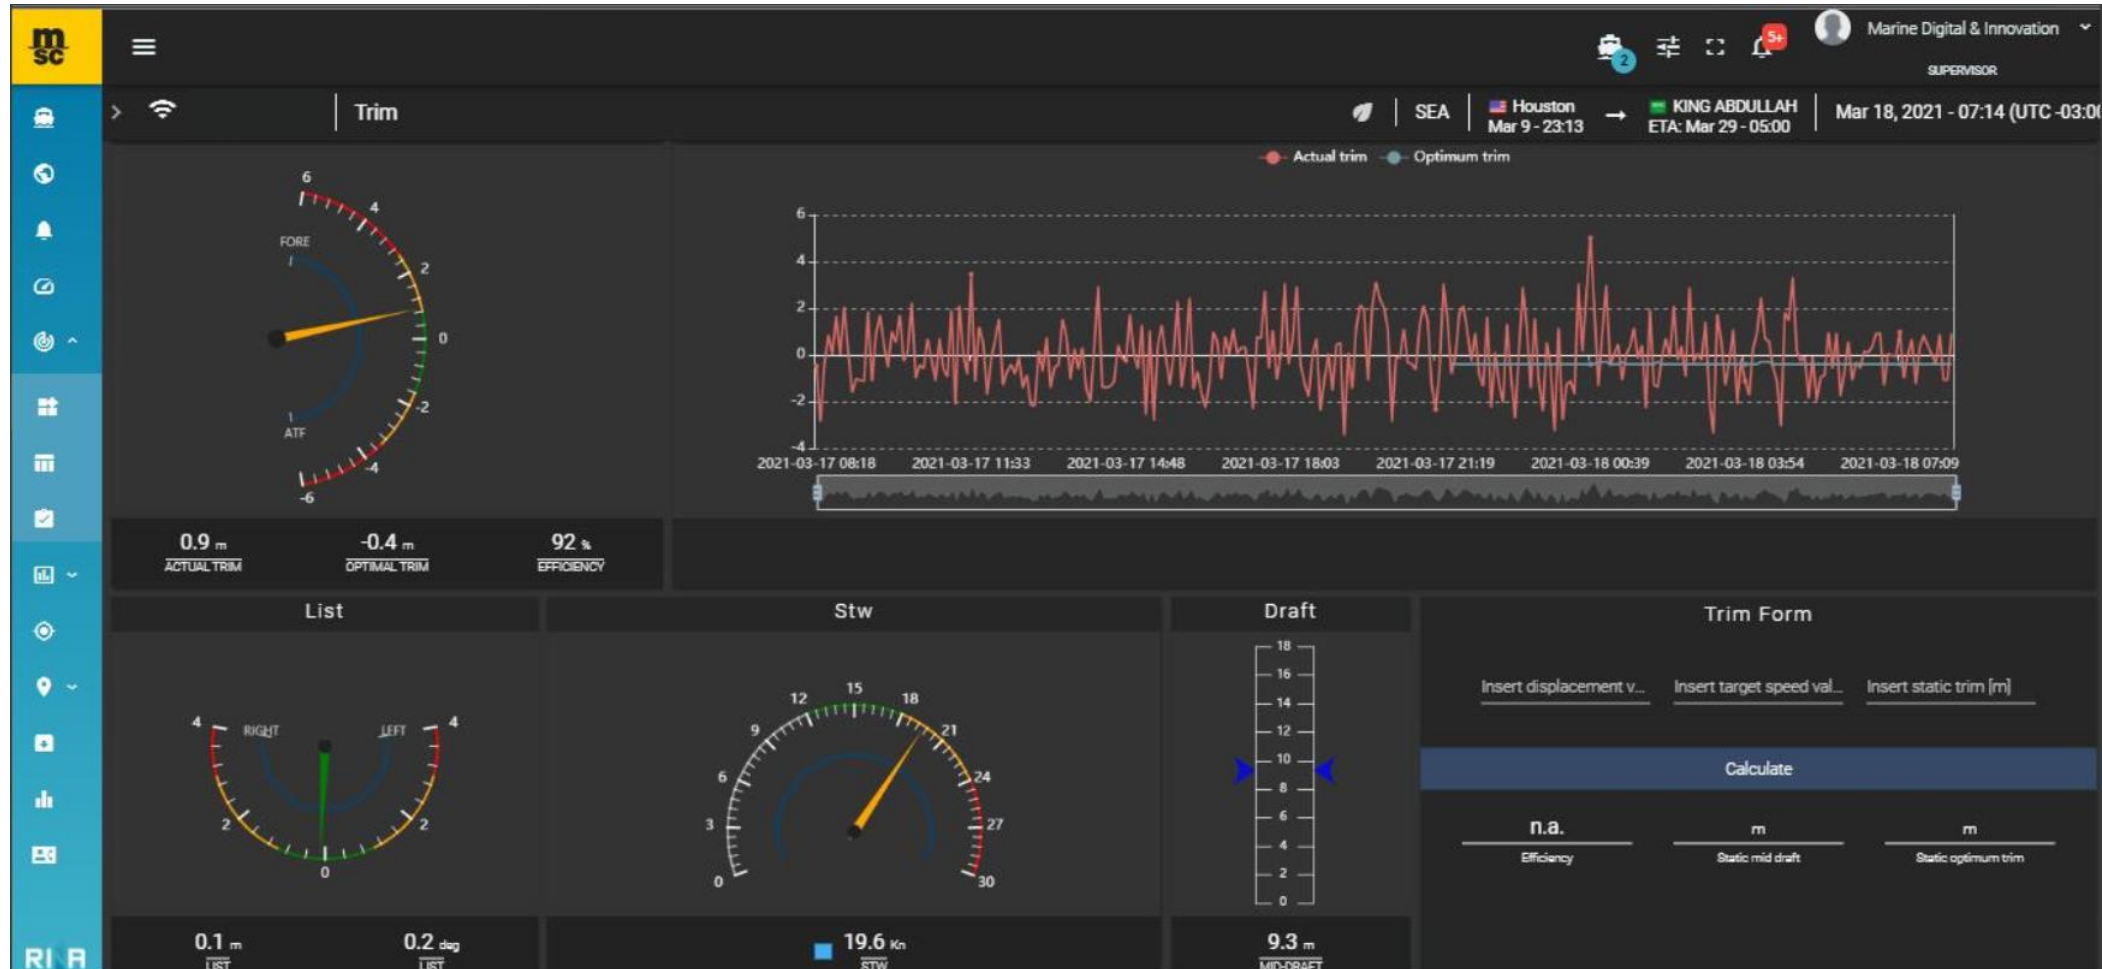 msc
2
5+
Marine Digital & Innovation
SUPERVISOR
Trim
SEA
Houston
Mar 9 - 23:13
→
KING ABDULLAH
ETA: Mar 29 - 05:00
Mar 18, 2021 - 07:14 (UTC -03:00
6
4
2
0
-2
-4
-6
FORE
ATF
0.9 m
ACTUAL TRIM
-0.4 m
OPTIMAL TRIM
92 %
EFFICIENCY
Actual trim Optimum trim
6
4
2
0
-2
-4
2021-03-17 08:18 2021-03-17 11:33 2021-03-17 14:48 2021-03-17 18:03 2021-03-17 21:19 2021-03-18 00:39 2021-03-18 03:54 2021-03-18 07:09
List
4 RIGHT LEFT 4
2 2
0
0.1 m
LIST
0.2 deg
LIST
Stw
0
3
6
9
12
15
18
21
24
27
30
19.6 Kn
STW
Draft
18
16
14
12
10
8
6
4
2
0
9.3 m
MID-DRAFT
Trim Form
Insert displacement v... Insert target speed val... Insert static trim [m]
Calculate
n.a.
Efficiency
m
Static mid draft
m
Static optimum trim
RINA